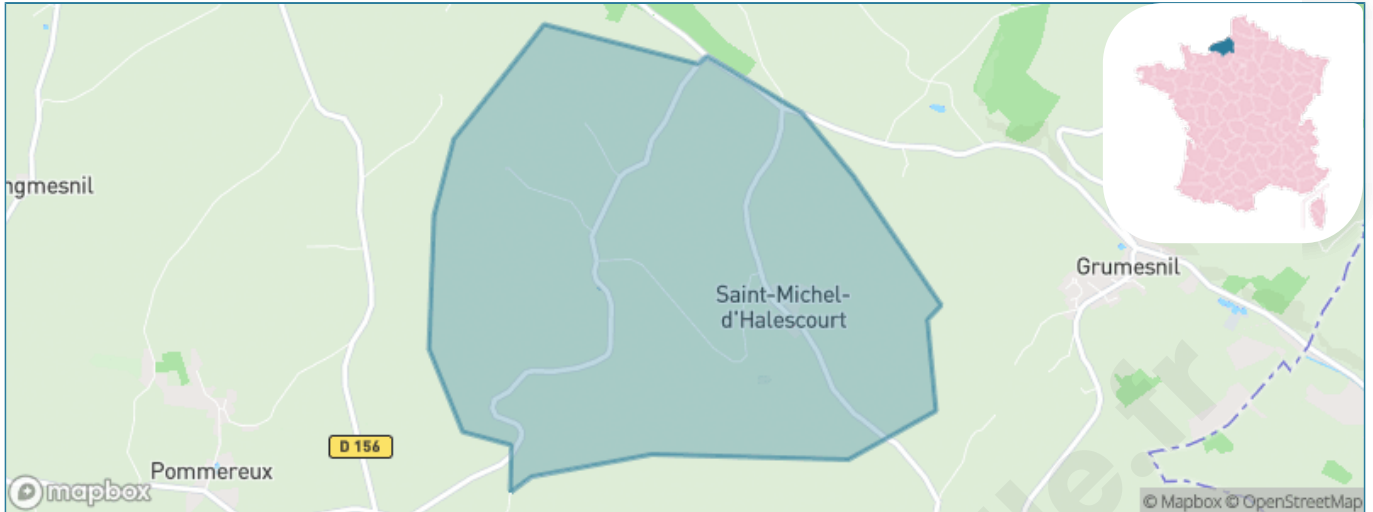 ngmesnil
Grumesnil
Saint-Michel-
d'Halescourt
D 156
Pommereux
mapbox
© Mapbox © OpenStreetMap